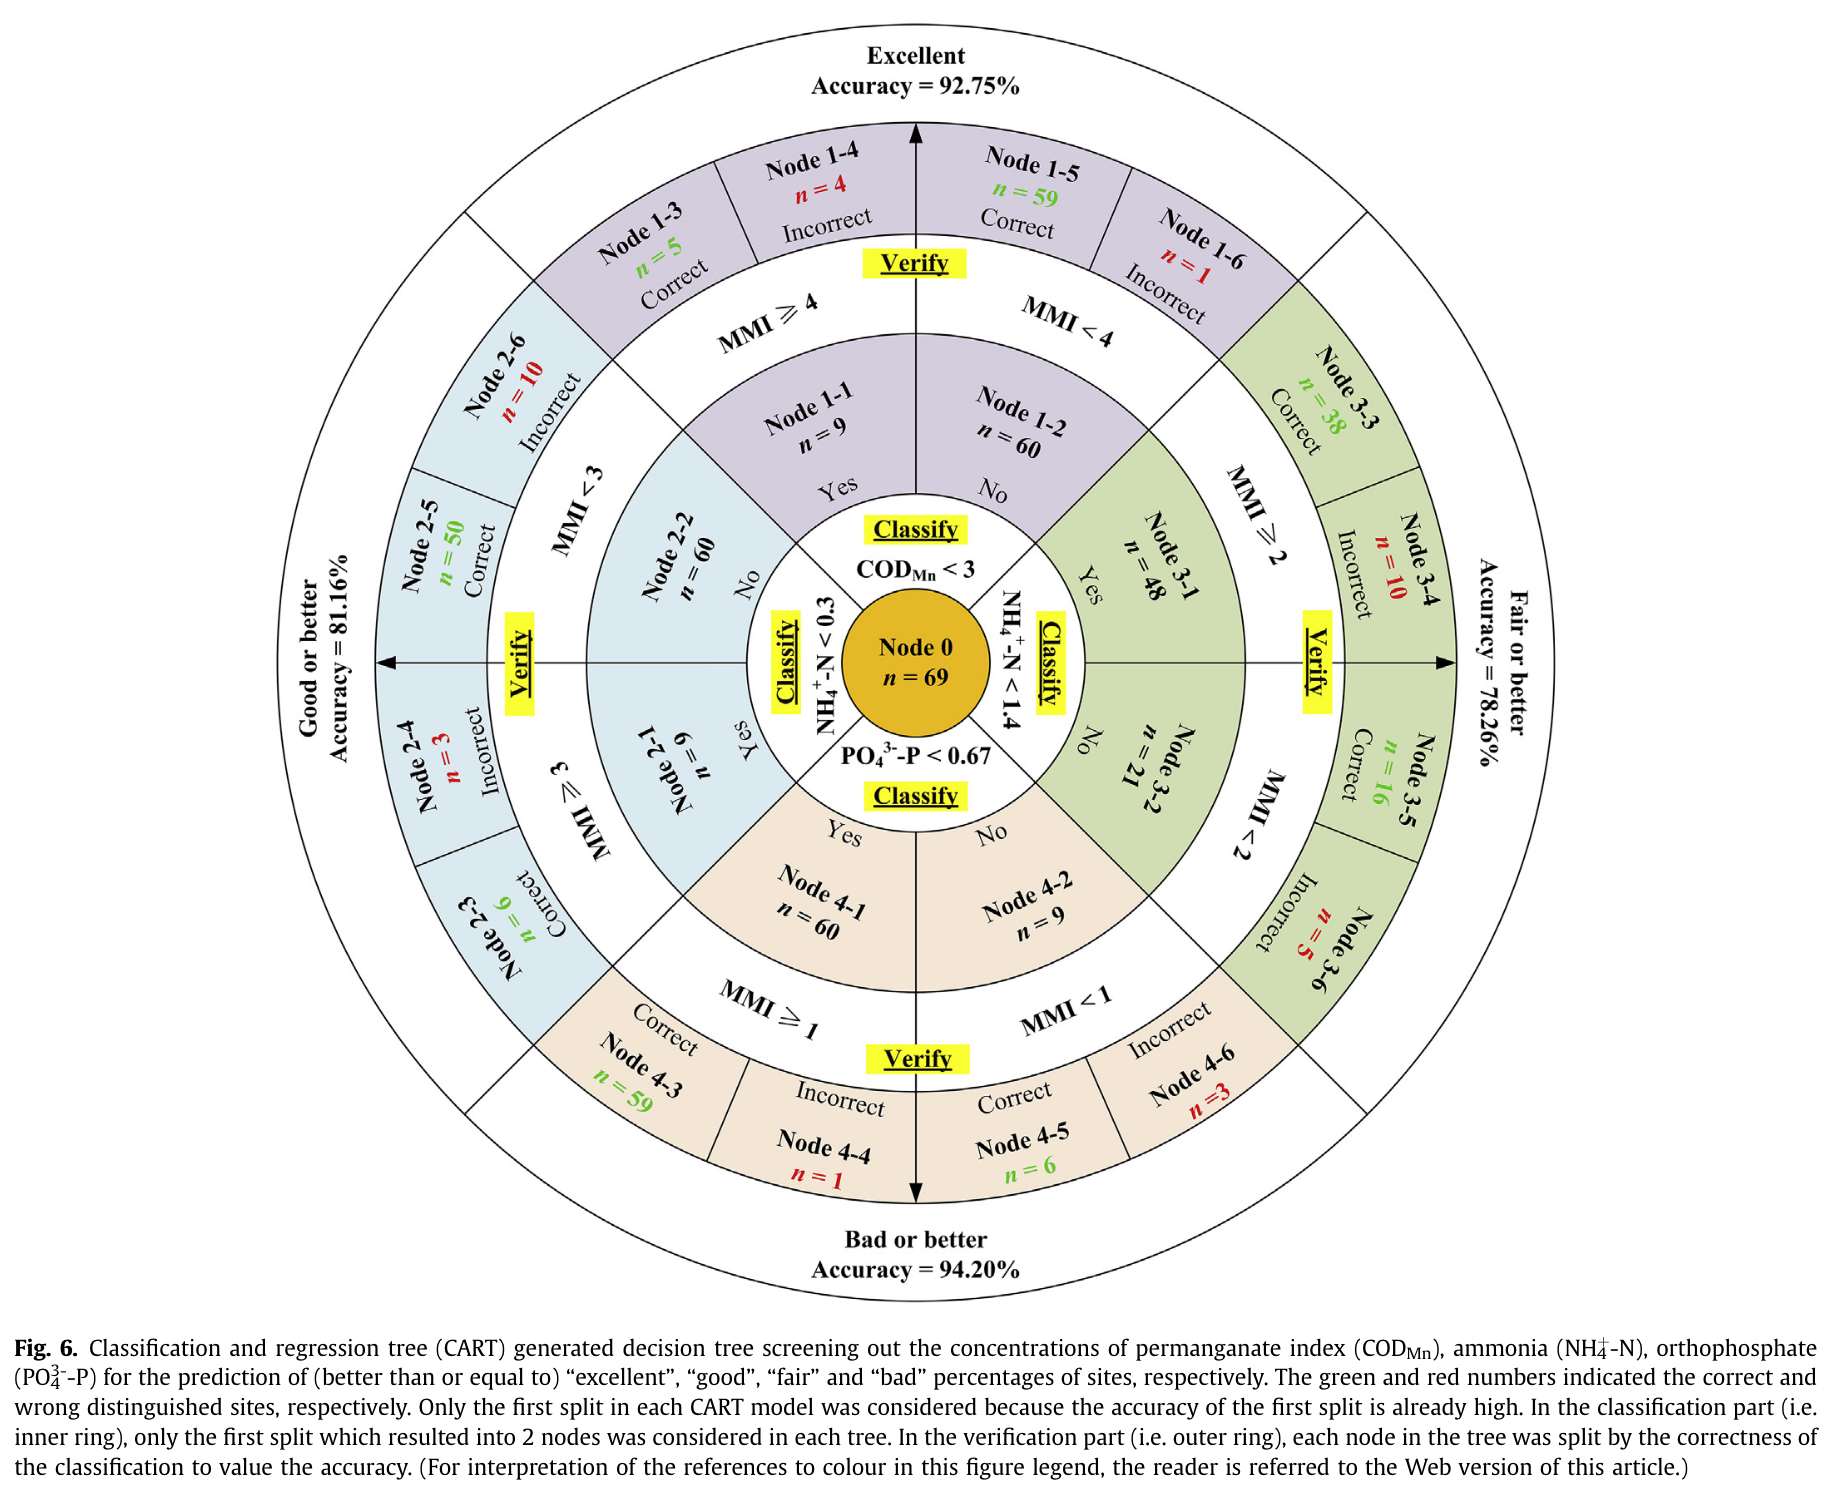 Excellent
Accuracy = 92.75%
Node 1-3
n = 5
Correct
Node 1-4
n = 4
Incorrect
Node 1-5
n = 59
Correct
Node 1-6
n = 1
Incorrect
Verify
MMI ⩾ 4
MMI < 4
Node 1-1
n = 9
Yes
Node 1-2
n = 60
No
Classify
COD_Mn < 3
Node 0
n = 69
Good or better
Accuracy = 81.16%
Node 2-6
n = 10
Incorrect
Node 2-5
n = 50
Correct
Verify
Node 2-4
n = 3
Incorrect
Node 2-3
n = 6
Correct
MMI < 3
MMI ⩾ 3
Node 2-2
n = 60
No
Node 2-1
n = 9
Yes
Classify
NH₄⁺-N < 0.3
NH₄⁺-N < 1.4
Classify
Node 3-1
n = 48
Yes
Node 3-2
n = 21
No
MMI ⩾ 2
MMI < 2
Verify
Node 3-3
n = 38
Correct
Node 3-4
n = 10
Incorrect
Node 3-5
n = 16
Correct
Node 3-6
n = 5
Incorrect
Fair or better
Accuracy = 78.26%
PO₄³⁻-P < 0.67
Classify
Yes
Node 4-1
n = 60
No
Node 4-2
n = 9
MMI ⩾ 1
MMI < 1
Verify
Correct
Node 4-3
n = 59
Incorrect
Node 4-4
n = 1
Correct
Node 4-5
n = 6
Incorrect
Node 4-6
n =3
Bad or better
Accuracy = 94.20%
Fig. 6. Classification and regression tree (CART) generated decision tree screening out the concentrations of permanganate index (COD_Mn), ammonia (NH₄⁺-N), orthophosphate
(PO₄³⁻-P) for the prediction of (better than or equal to) “excellent”, “good”, “fair” and “bad” percentages of sites, respectively. The green and red numbers indicated the correct and
wrong distinguished sites, respectively. Only the first split in each CART model was considered because the accuracy of the first split is already high. In the classification part (i.e.
inner ring), only the first split which resulted into 2 nodes was considered in each tree. In the verification part (i.e. outer ring), each node in the tree was split by the correctness of
the classification to value the accuracy. (For interpretation of the references to colour in this figure legend, the reader is referred to the Web version of this article.)